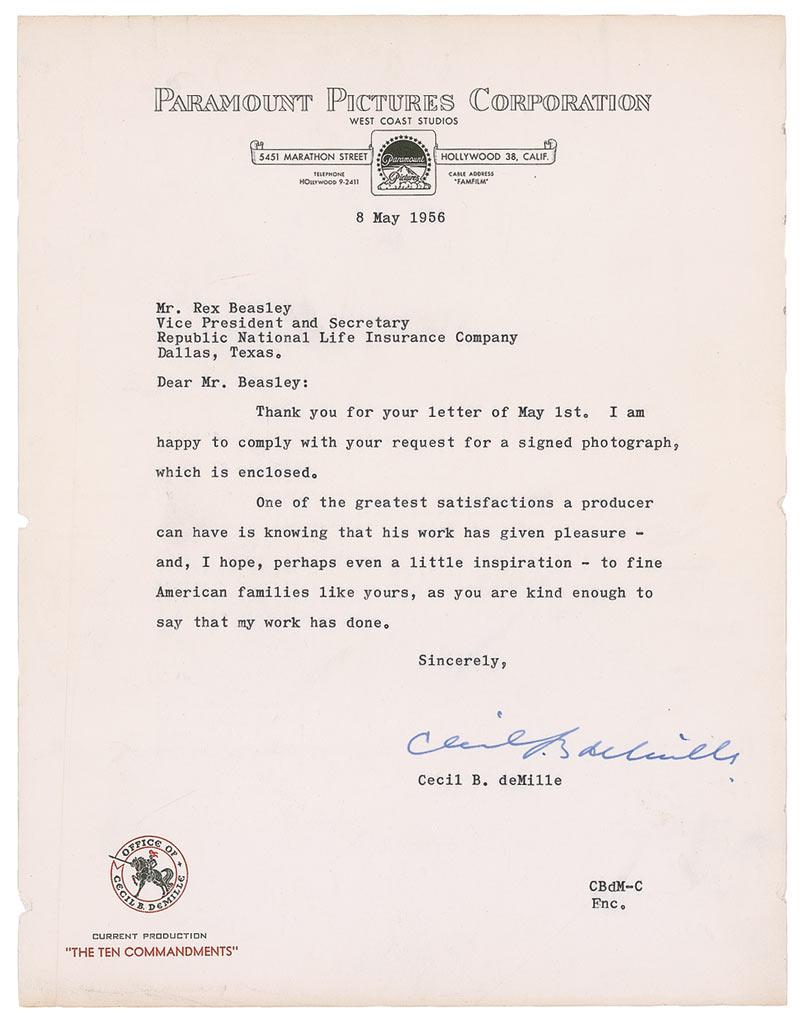 PARAMOUNT PICTURES CORPORATION
WEST COAST STUDIOS
5451 MARATHON STREET
Paramount
Pictures
HOLLYWOOD 38, CALIF.
TELEPHONE
HOLLYWOOD 9-2411
CABLE ADDRESS
"FAMFILM"
8 May 1956
Mr. Rex Beasley
Vice President and Secretary
Republic National Life Insurance Company
Dallas, Texas.
Dear Mr. Beasley:
Thank you for your letter of May 1st. I am
happy to comply with your request for a signed photograph,
which is enclosed.
One of the greatest satisfactions a producer
can have is knowing that his work has given pleasure -
and, I hope, perhaps even a little inspiration - to fine
American families like yours, as you are kind enough to
say that my work has done.
Sincerely,
Cecil B deMille
Cecil B. deMille
OFFICE OF
CECIL B. DEMILLE
CBdM-C
Enc.
CURRENT PRODUCTION
"THE TEN COMMANDMENTS"